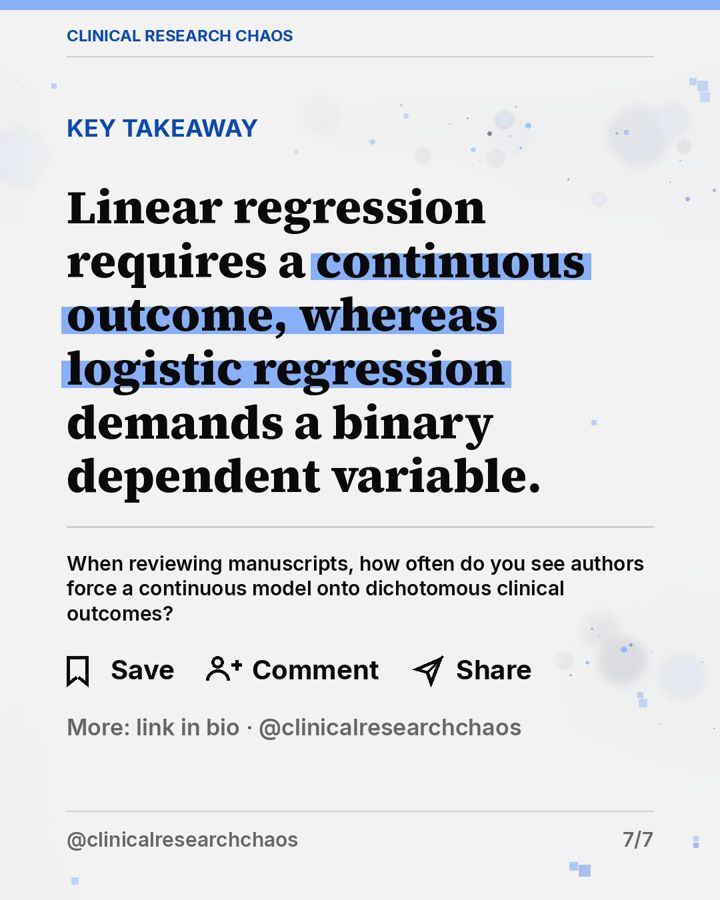 CLINICAL RESEARCH CHAOS
KEY TAKEAWAY
Linear regression
requires a continuous
outcome, whereas
logistic regression
demands a binary
dependent variable.
When reviewing manuscripts, how often do you see authors
force a continuous model onto dichotomous clinical
outcomes?
Save Comment Share
More: link in bio · @clinicalresearchchaos
@clinicalresearchchaos 7/7